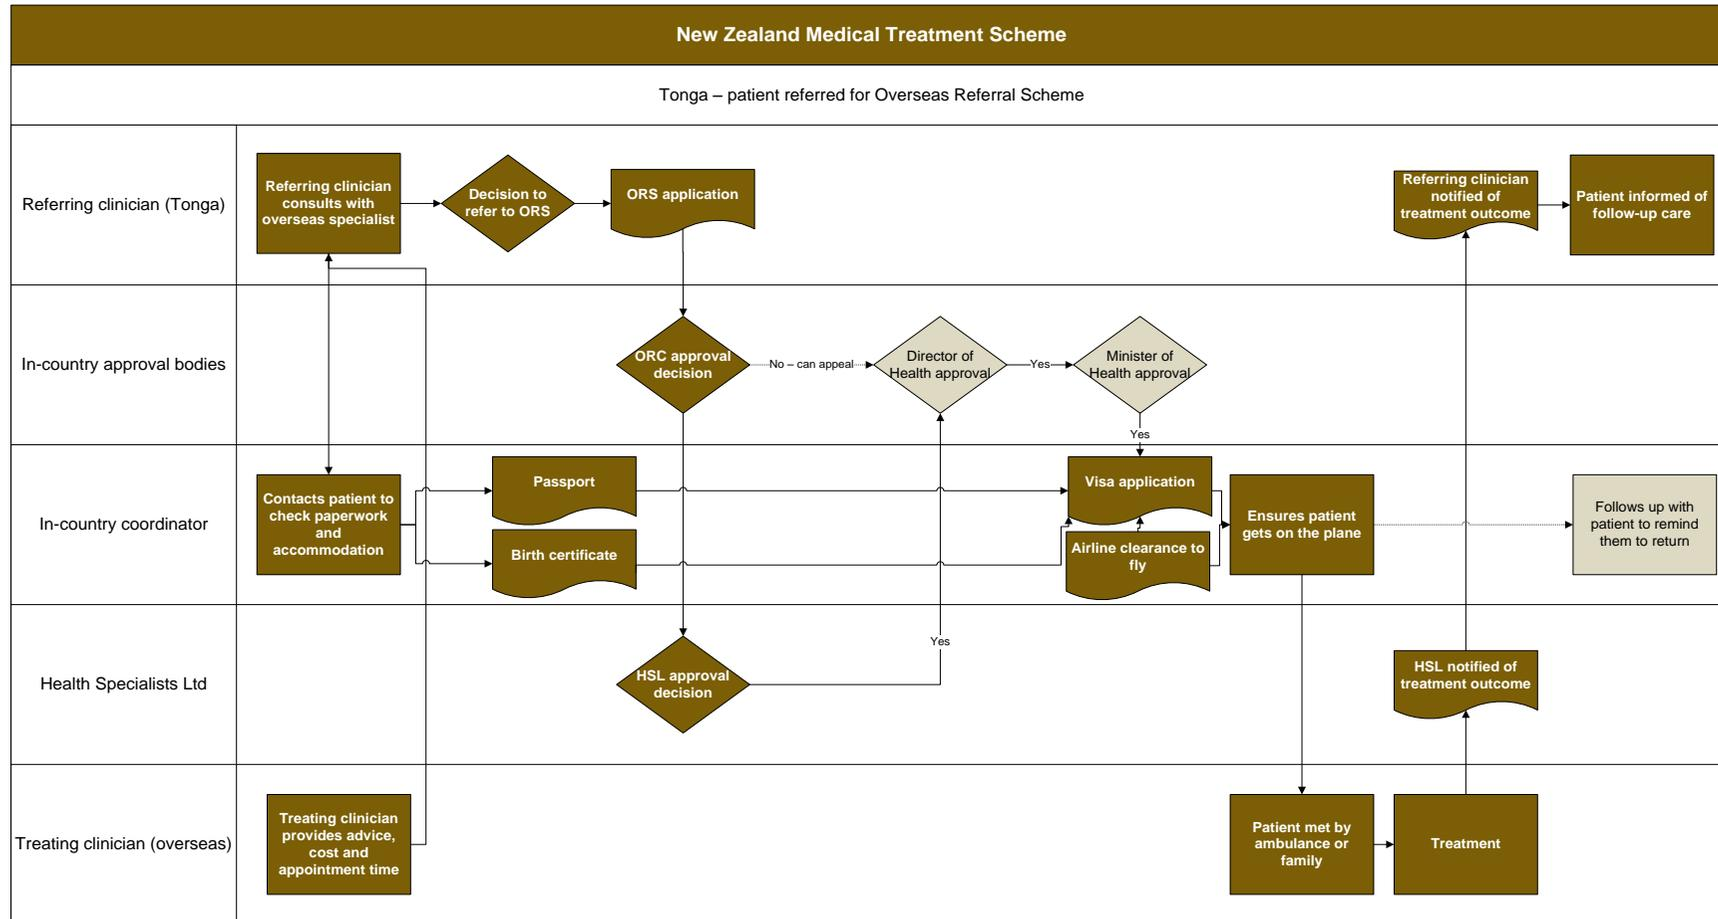 New Zealand Medical Treatment Scheme
Tonga – patient referred for Overseas Referral Scheme
Referring clinician (Tonga)
Referring clinician
consults with
overseas specialist
Decision to
refer to ORS
ORS application
Referring clinician
notified of
treatment outcome
Patient informed of
follow-up care
In-country approval bodies
ORC approval
decision
No – can appeal
Director of
Health approval
Yes
Minister of
Health approval
Yes
In-country coordinator
Contacts patient to
check paperwork
and
accommodation
Passport
Birth certificate
Visa application
Airline clearance to
fly
Ensures patient
gets on the plane
Follows up with
patient to remind
them to return
Health Specialists Ltd
HSL approval
decision
Yes
HSL notified of
treatment outcome
Treating clinician (overseas)
Treating clinician
provides advice,
cost and
appointment time
Patient met by
ambulance or
family
Treatment